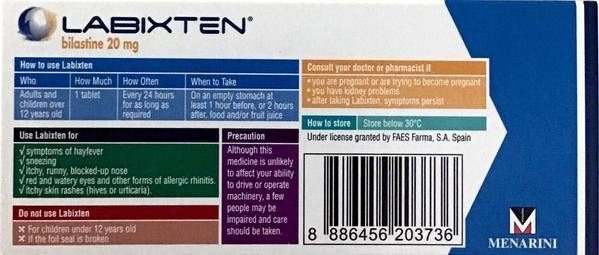 LABIXTEN®
bilastine 20 mg
How to use Labixten
Who How Much How Often When to Take
Adults and children over 12 years old
1 tablet
Every 24 hours for as long as required
On an empty stomach at least 1 hour before, or 2 hours after, food and/or fruit juice
Use Labixten for
√ symptoms of hayfever
√ sneezing
√ itchy, runny, blocked-up nose
√ red and watery eyes and other forms of allergic rhinitis.
√ itchy skin rashes (hives or urticaria).
Do not use Labixten
✕ For children under 12 years old
✕ If the foil seal is broken
Precaution
Although this
medicine is unlikely
to affect your ability
to drive or operate
machinery, a few
people may be
impaired and care
should be taken.
Consult your doctor or pharmacist if
• you are pregnant or are trying to become pregnant
• you have kidney problems
• after taking Labixten, symptoms persist
How to store Store below 30°C
Under license granted by FAES Farma, S.A. Spain
8 886456 203736
MENARINI